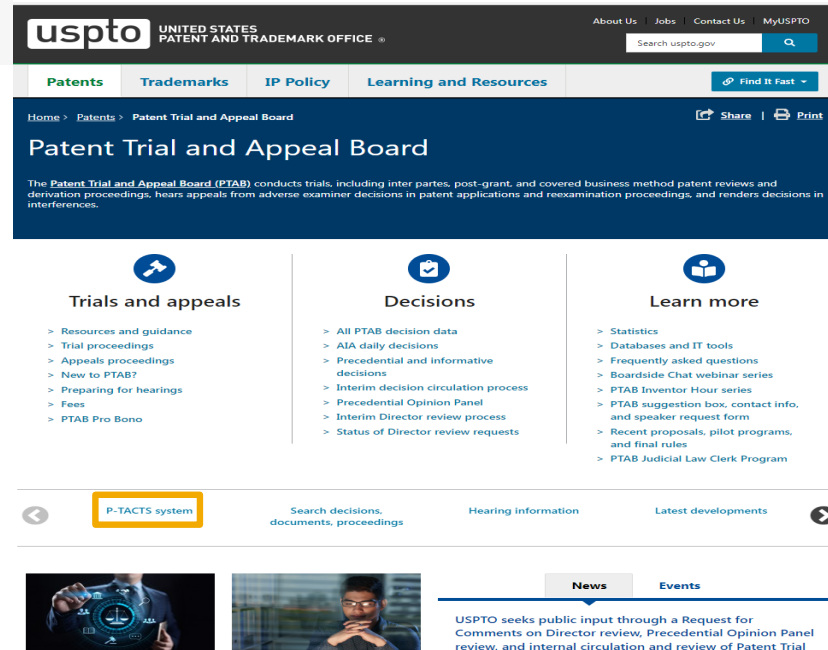 uspto UNITED STATES
PATENT AND TRADEMARK OFFICE ®
About Us Jobs Contact Us MyUSPTO
Search uspto.gov
Patents Trademarks IP Policy Learning and Resources
Find It Fast
Home > Patents > Patent Trial and Appeal Board
Share | Print
Patent Trial and Appeal Board
The Patent Trial and Appeal Board (PTAB) conducts trials, including inter partes, post-grant, and covered business method patent reviews and
derivation proceedings, hears appeals from adverse examiner decisions in patent applications and reexamination proceedings, and renders decisions in
interferences.
Trials and appeals
> Resources and guidance
> Trial proceedings
> Appeals proceedings
> New to PTAB?
> Preparing for hearings
> Fees
> PTAB Pro Bono
Decisions
> All PTAB decision data
> AIA daily decisions
> Precedential and informative
decisions
> Interim decision circulation process
> Precedential Opinion Panel
> Interim Director review process
> Status of Director review requests
Learn more
> Statistics
> Databases and IT tools
> Frequently asked questions
> Boardside Chat webinar series
> PTAB Inventor Hour series
> PTAB suggestion box, contact info,
and speaker request form
> Recent proposals, pilot programs,
and final rules
> PTAB Judicial Law Clerk Program
P-TACTS system
Search decisions,
documents, proceedings
Hearing information
Latest developments
News Events
USPTO seeks public input through a Request for
Comments on Director review, Precedential Opinion Panel
review, and internal circulation and review of Patent Trial